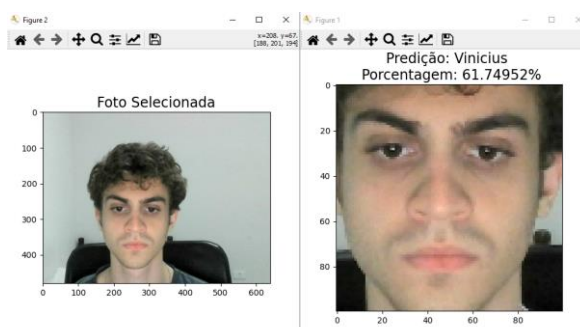 Figure 2
x=208. y=67.
[188, 201, 194]
Foto Selecionada
0
100
200
300
400
0 100 200 300 400 500 600
Figure 1
Predição: Vinicius
Porcentagem: 61.74952%
0
20
40
60
80
0 20 40 60 80